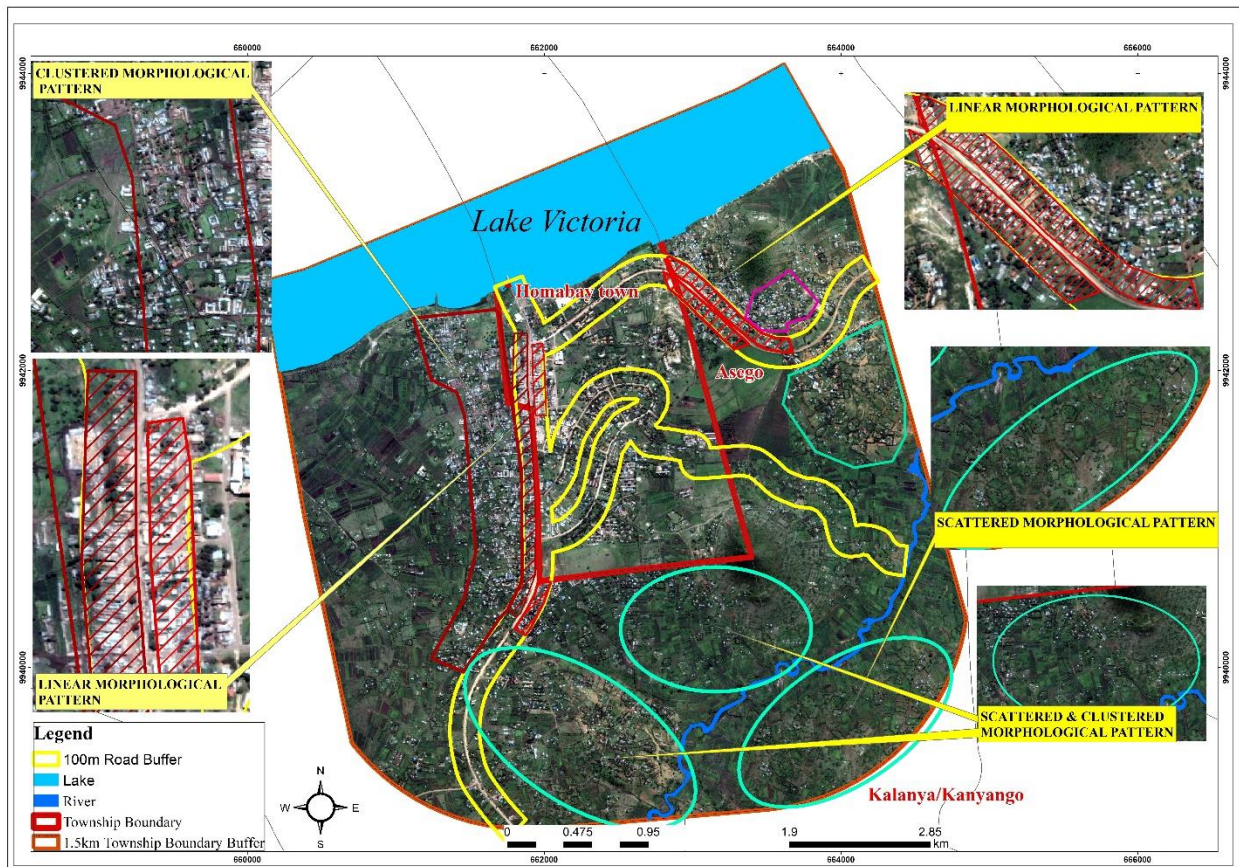 660000 662000 664000 666000
9944000 9944000
CLUSTERED MORPHOLOGICAL
PATTERN
LINEAR MORPHOLOGICAL PATTERN
Lake Victoria
Homabay town
9942000 9942000
Asego
SCATTERED MORPHOLOGICAL PATTERN
9940000 9940000
LINEAR MORPHOLOGICAL
PATTERN
SCATTERED & CLUSTERED
MORPHOLOGICAL PATTERN
Legend
100m Road Buffer
Lake
River
Township Boundary
1.5km Township Boundary Buffer
N
W E
S
Kalanya/Kanyango
0 0.475 0.95 1.9 2.85
km
660000 662000 664000 666000